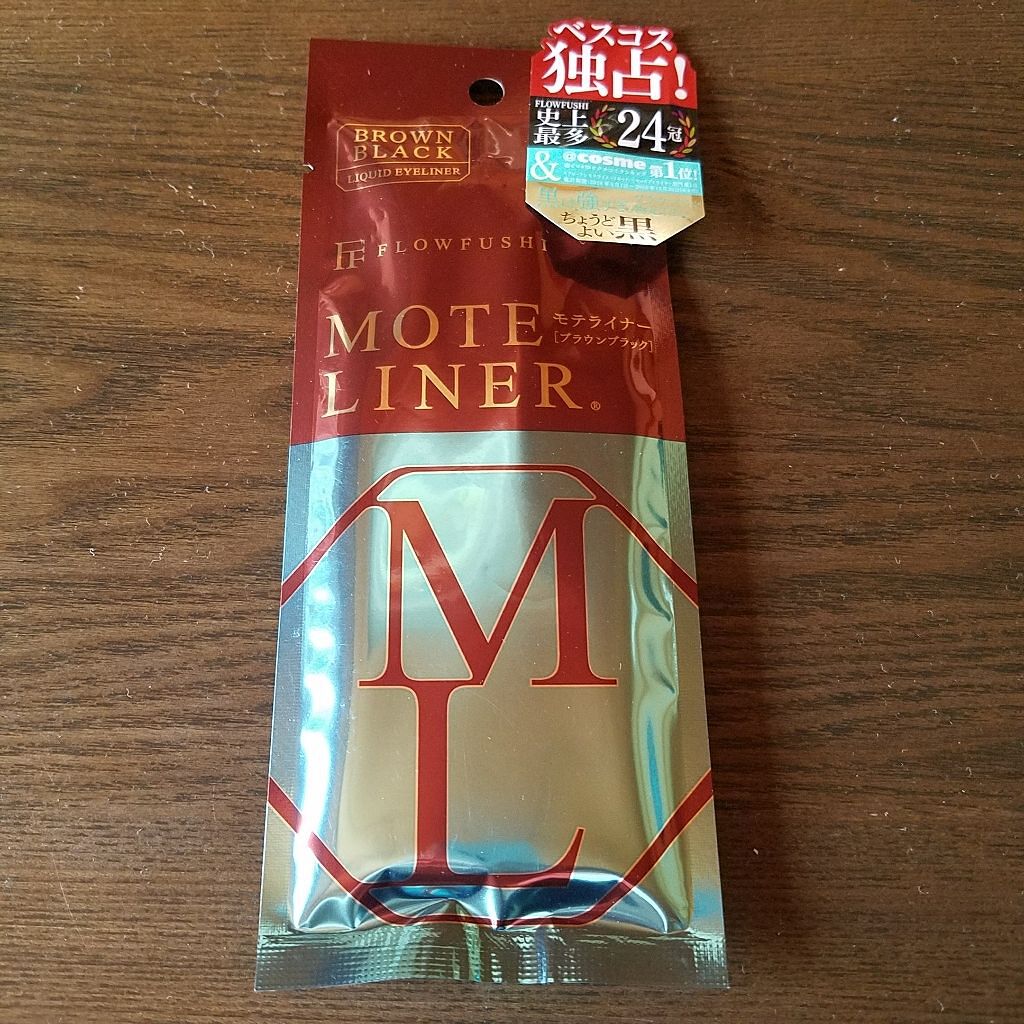 ベスコス
独占!
FLOWFUSHI
史上
最多
24冠
& @cosme 第1位!
ちょうど
よい黒
BROWN
BLACK
LIQUID EYELINER
FLOWFUSHI
MOTE
LINER®
モテライナー
[ブラウンブラック]
ML